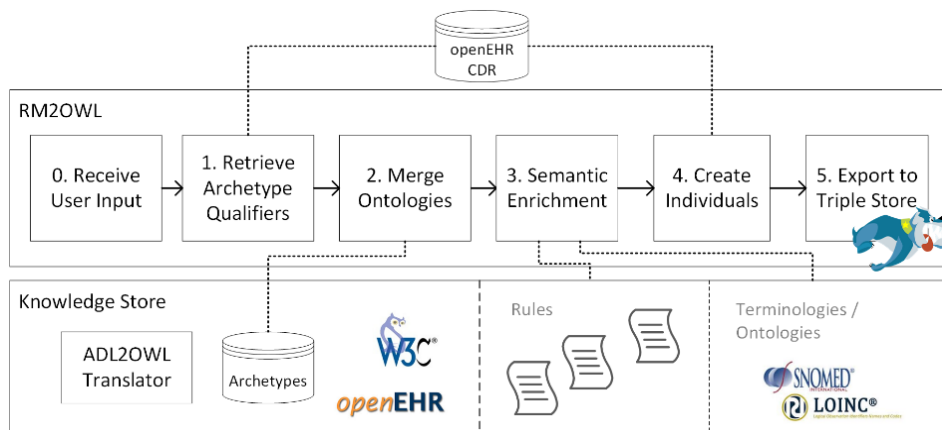 openEHR
CDR
RM2OWL
0. Receive
User Input
1. Retrieve
Archetype
Qualifiers
2. Merge
Ontologies
3. Semantic
Enrichment
4. Create
Individuals
5. Export to
Triple Store
Knowledge Store
ADL2OWL
Translator
Archetypes
W3C®
openEHR
Rules
Terminologies /
Ontologies
SNOMED®
INTERNATIONAL
LOINC®